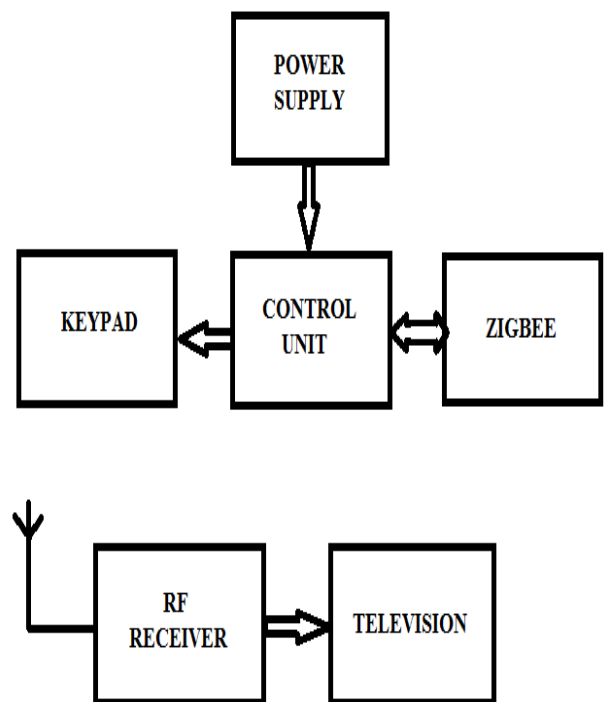 POWER
SUPPLY
KEYPAD
CONTROL
UNIT
ZIGBEE
RF
RECEIVER
TELEVISION